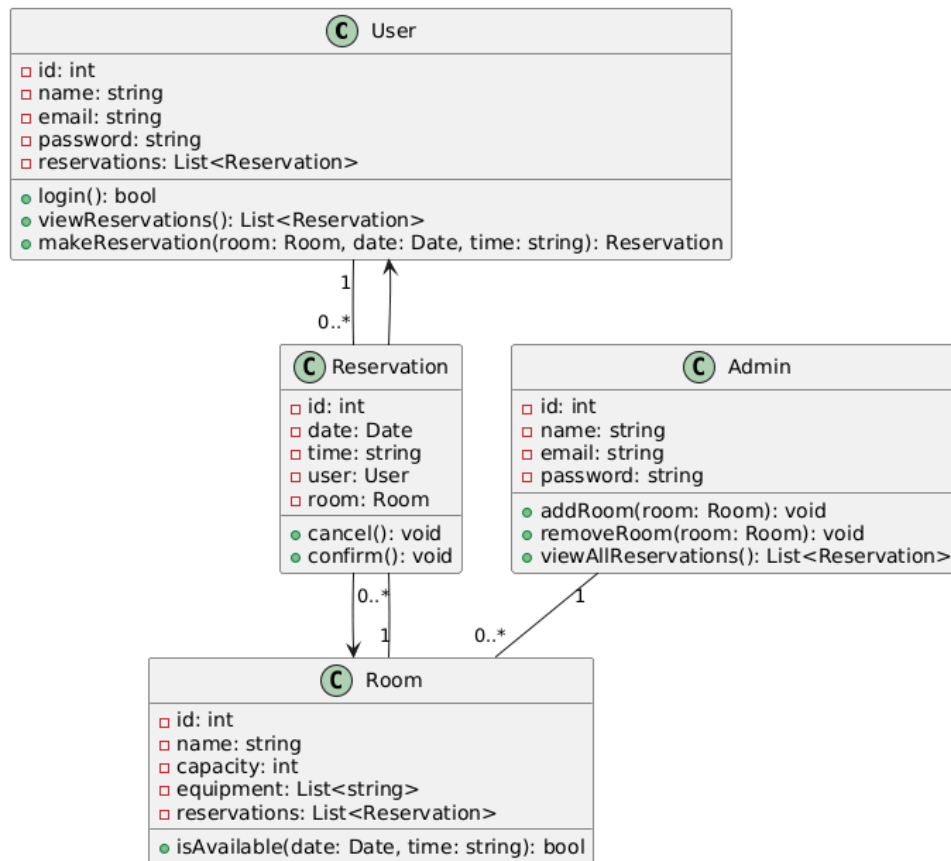 C User
id: int
name: string
email: string
password: string
reservations: List<Reservation>
login(): bool
viewReservations(): List<Reservation>
makeReservation(room: Room, date: Date, time: string): Reservation
1
0..*
C Reservation
id: int
date: Date
time: string
user: User
room: Room
cancel(): void
confirm(): void
C Admin
id: int
name: string
email: string
password: string
addRoom(room: Room): void
removeRoom(room: Room): void
viewAllReservations(): List<Reservation>
0..*
1
1
0..*
C Room
id: int
name: string
capacity: int
equipment: List<string>
reservations: List<Reservation>
isAvailable(date: Date, time: string): bool